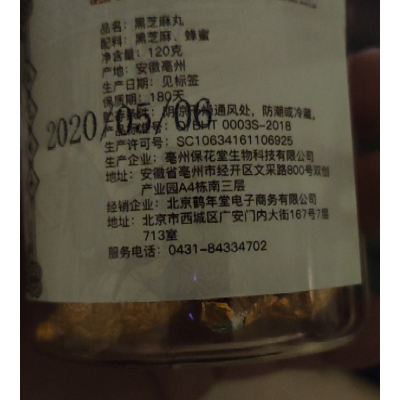 品名：黑芝麻丸
配料：黑芝麻、蜂蜜
净含量：120克
产地：安徽亳州
生产日期：见标签
保质期：180天
2020/05/06
通风处，防潮或冷藏。
0003S-2018
生产许可号：SC10634161106925
生产企业：亳州保花堂生物科技有限公司
地址：安徽省亳州市经开区文采路800号双创
产业园A4栋南三层
经销企业：北京鹤年堂电子商务有限公司
地址：北京市西城区广安门内大街167号7层
713室
服务电话：0431-84334702